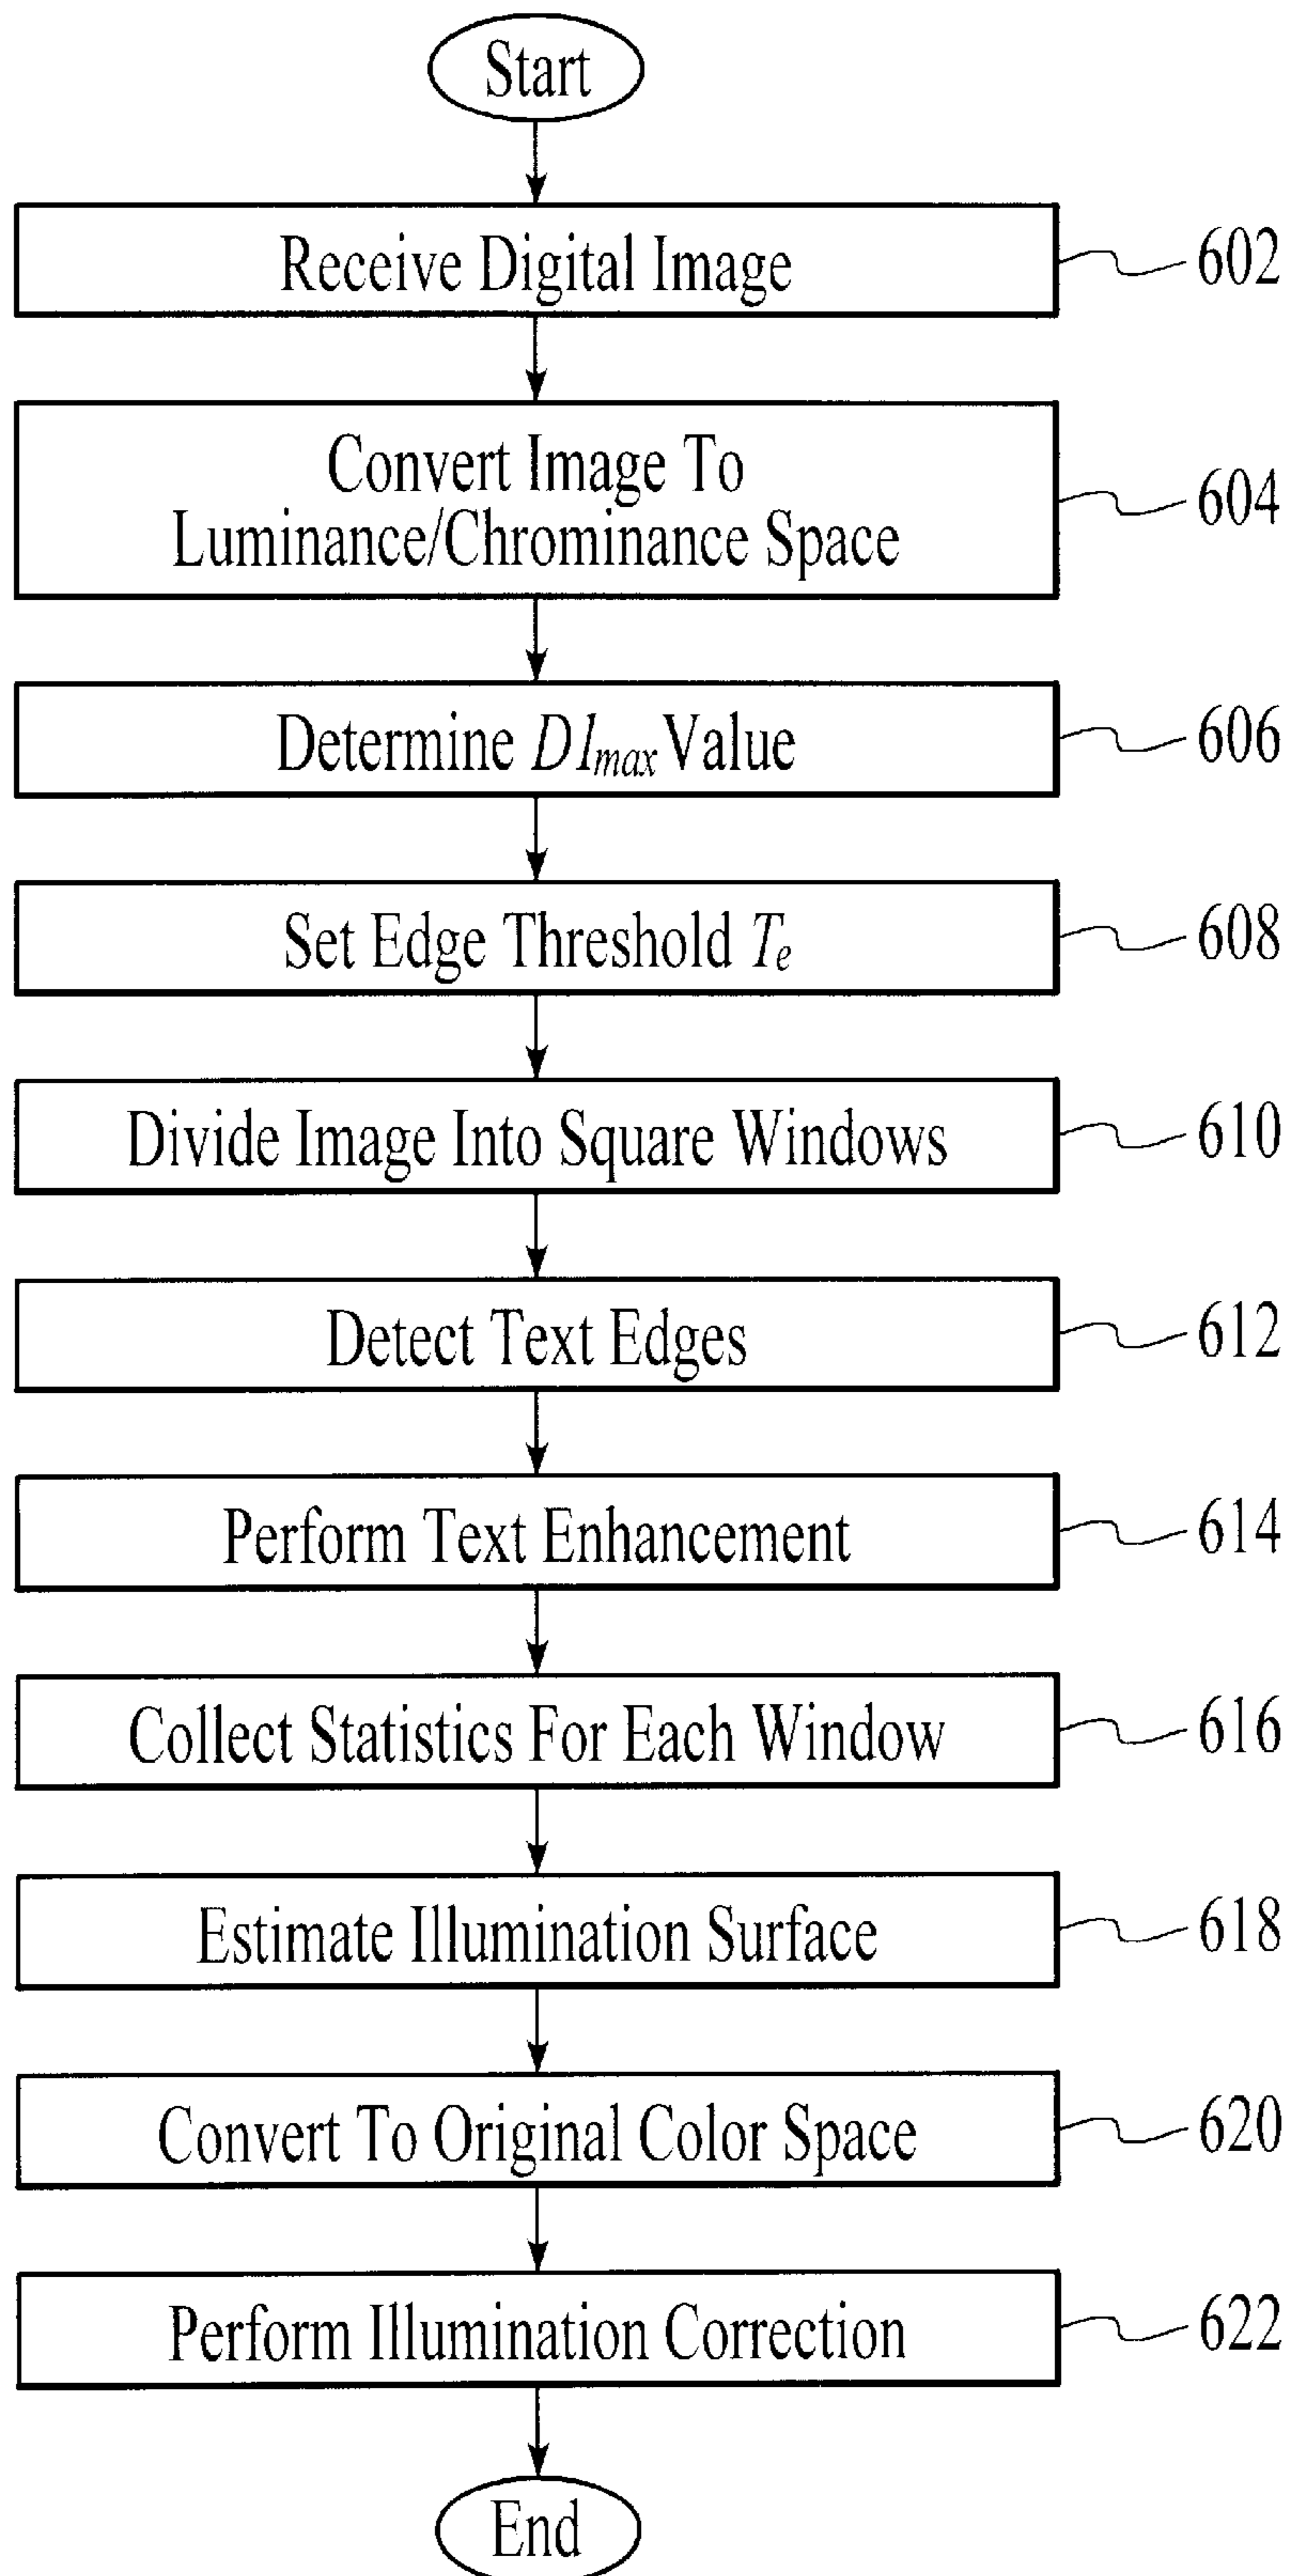 Start
Receive Digital Image
602
Convert Image To
Luminance/Chrominance Space
604
Determine D1max Value
606
Set Edge Threshold Te
608
Divide Image Into Square Windows
610
Detect Text Edges
612
Perform Text Enhancement
614
Collect Statistics For Each Window
616
Estimate Illumination Surface
618
Convert To Original Color Space
620
Perform Illumination Correction
622
End